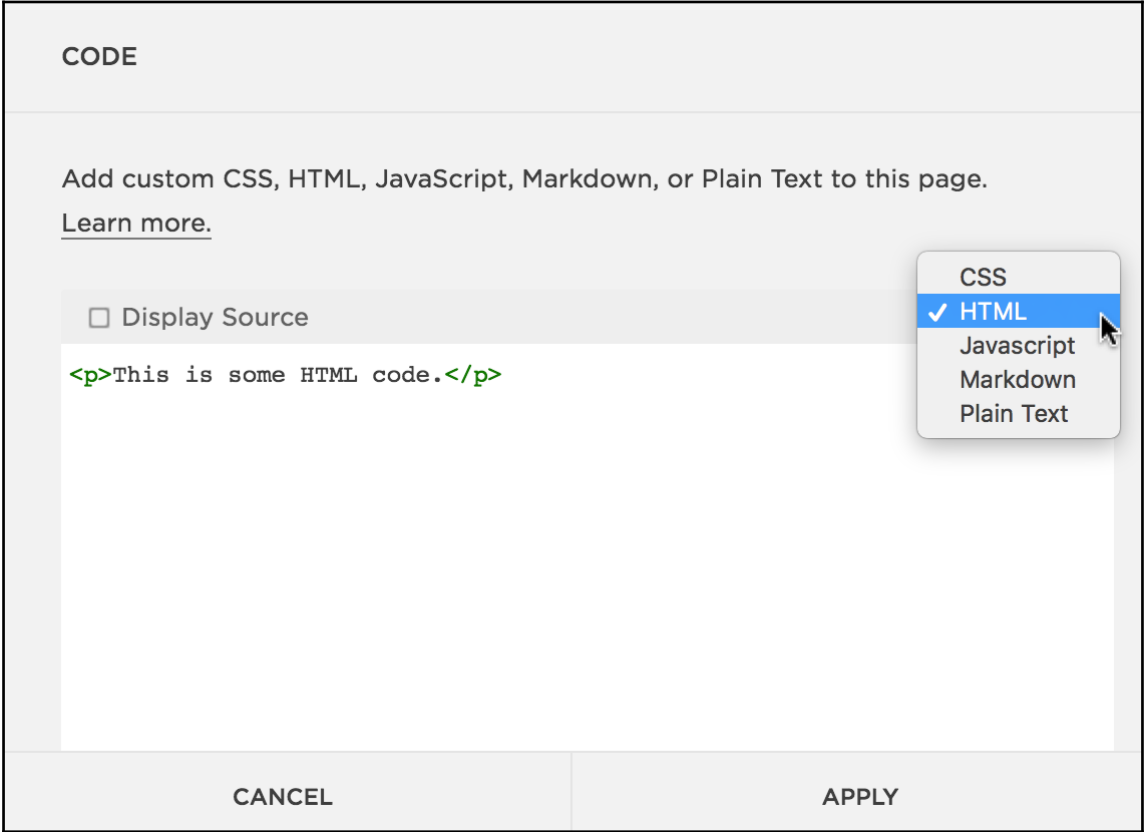 CODE
Add custom CSS, HTML, JavaScript, Markdown, or Plain Text to this page.
Learn more.
Display Source
<p>This is some HTML code.</p>
CSS
✓ HTML
Javascript
Markdown
Plain Text
CANCEL
APPLY